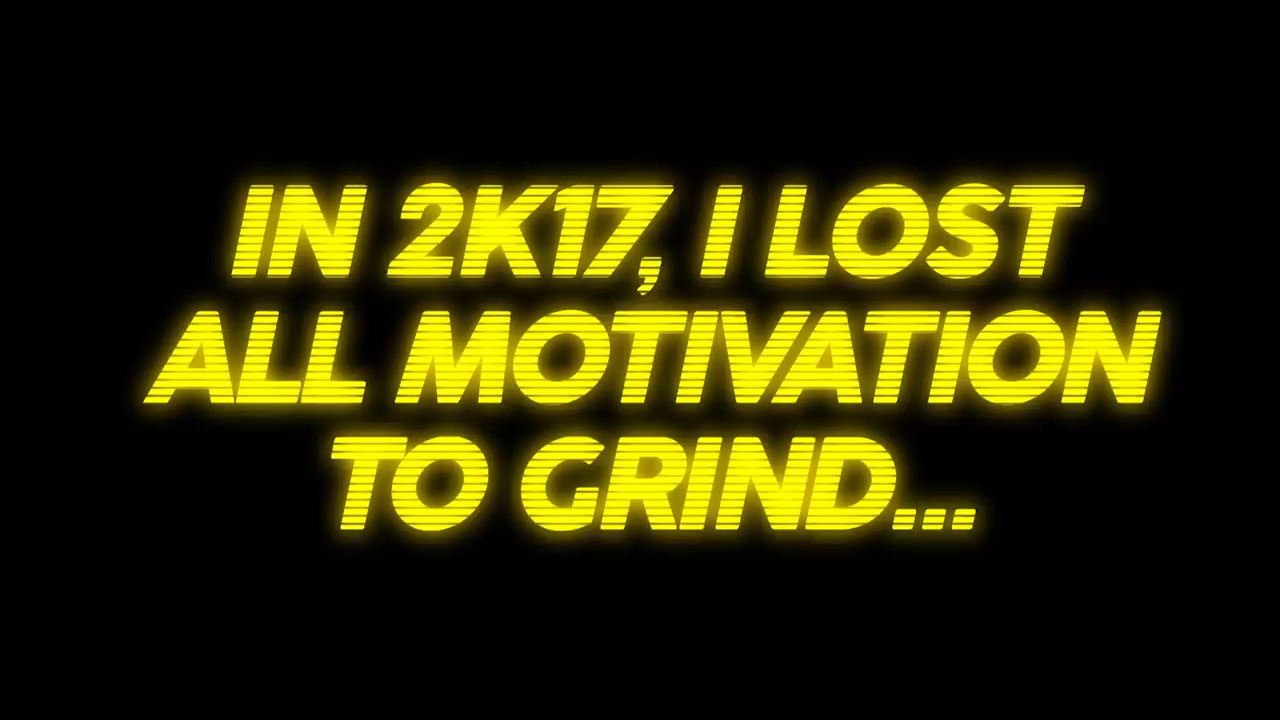 IN 2K17, I LOST
ALL MOTIVATION
TO GRIND...